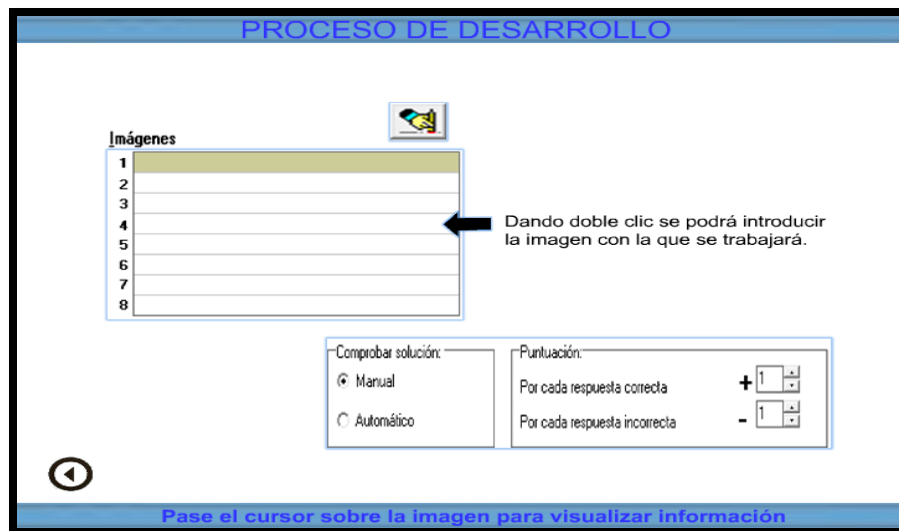 PROCESO DE DESARROLLO
Imágenes
1
2
3
4
5
6
7
8
Dando doble clic se podrá introducir
la imagen con la que se trabajará.
Comprobar solución:
Manual
Automático
Puntuación:
Por cada respuesta correcta + 1
Por cada respuesta incorrecta - 1
Pase el cursor sobre la imagen para visualizar información